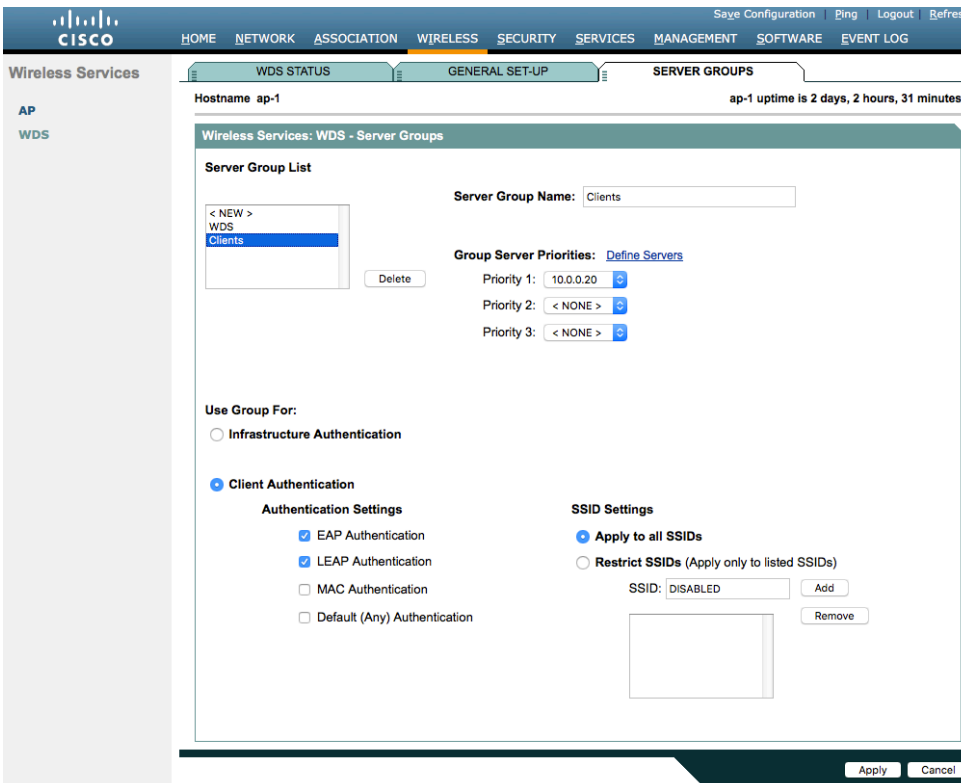 Save Configuration | Ping | Logout | Refres
CISCO
HOME NETWORK ASSOCIATION WIRELESS SECURITY SERVICES MANAGEMENT SOFTWARE EVENT LOG
Wireless Services
AP
WDS
WDS STATUS GENERAL SET-UP SERVER GROUPS
Hostname ap-1 ap-1 uptime is 2 days, 2 hours, 31 minutes
Wireless Services: WDS - Server Groups
Server Group List
Server Group Name: Clients
< NEW >
WDS
Clients
Delete
Group Server Priorities: Define Servers
Priority 1: 10.0.0.20
Priority 2: < NONE >
Priority 3: < NONE >
Use Group For:
Infrastructure Authentication
Client Authentication
Authentication Settings
EAP Authentication
LEAP Authentication
MAC Authentication
Default (Any) Authentication
SSID Settings
Apply to all SSIDs
Restrict SSIDs (Apply only to listed SSIDs)
SSID: DISABLED Add
Remove
Apply Cancel